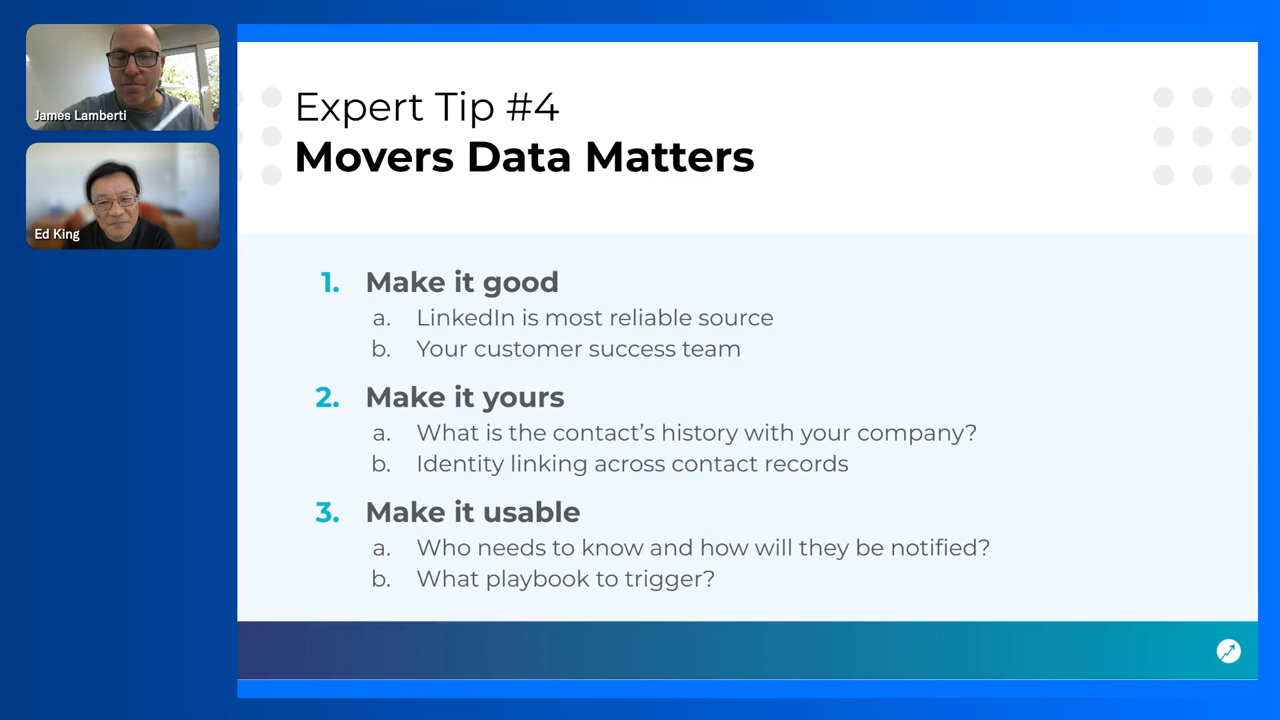 James Lamberti
Ed King
Expert Tip #4
Movers Data Matters
1. Make it good
a. LinkedIn is most reliable source
b. Your customer success team
2. Make it yours
a. What is the contact’s history with your company?
b. Identity linking across contact records
3. Make it usable
a. Who needs to know and how will they be notified?
b. What playbook to trigger?